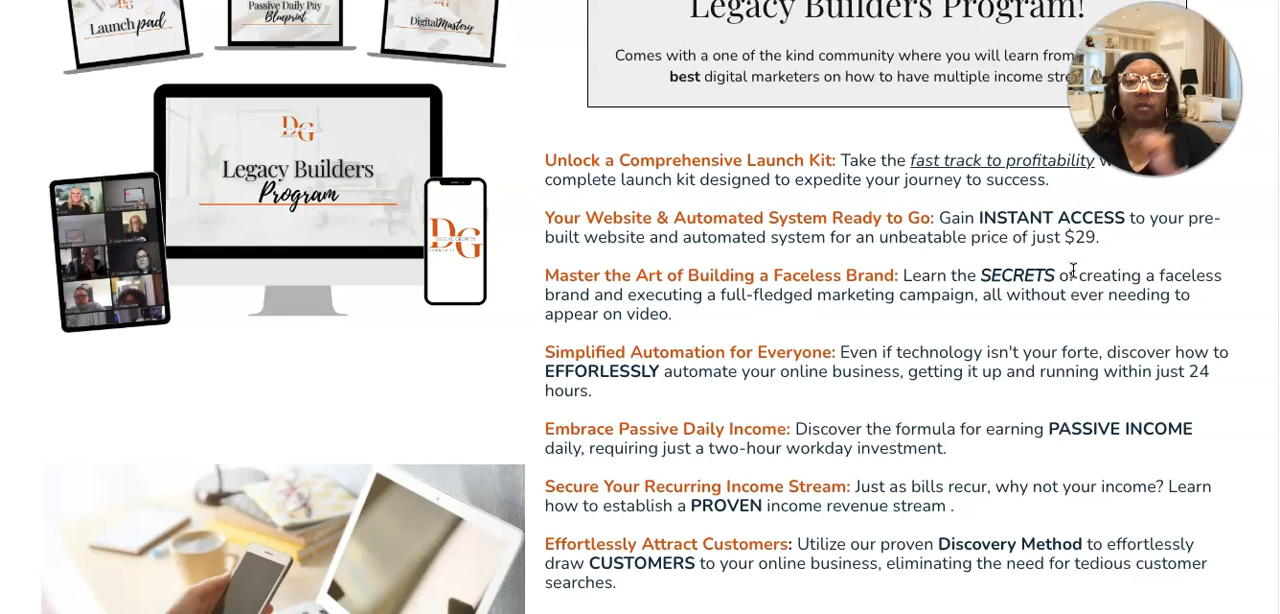 Launch pad
Passive Daily Pay
Blueprint
Digital Mastery
DG
Legacy Builders
Program
DG
Legacy Builders Program!
Comes with a one of the kind community where you will learn from
best digital marketers on how to have multiple income
Unlock a Comprehensive Launch Kit: Take the fast track to profitability
complete launch kit designed to expedite your journey to success.
Your Website & Automated System Ready to Go: Gain INSTANT ACCESS to your pre-
built website and automated system for an unbeatable price of just $29.
Master the Art of Building a Faceless Brand: Learn the SECRETS of creating a faceless
brand and executing a full-fledged marketing campaign, all without ever needing to
appear on video.
Simplified Automation for Everyone: Even if technology isn't your forte, discover how to
EFFORLESSLY automate your online business, getting it up and running within just 24
hours.
Embrace Passive Daily Income: Discover the formula for earning PASSIVE INCOME
daily, requiring just a two-hour workday investment.
Secure Your Recurring Income Stream: Just as bills recur, why not your income? Learn
how to establish a PROVEN income revenue stream .
Effortlessly Attract Customers: Utilize our proven Discovery Method to effortlessly
draw CUSTOMERS to your online business, eliminating the need for tedious customer
searches.